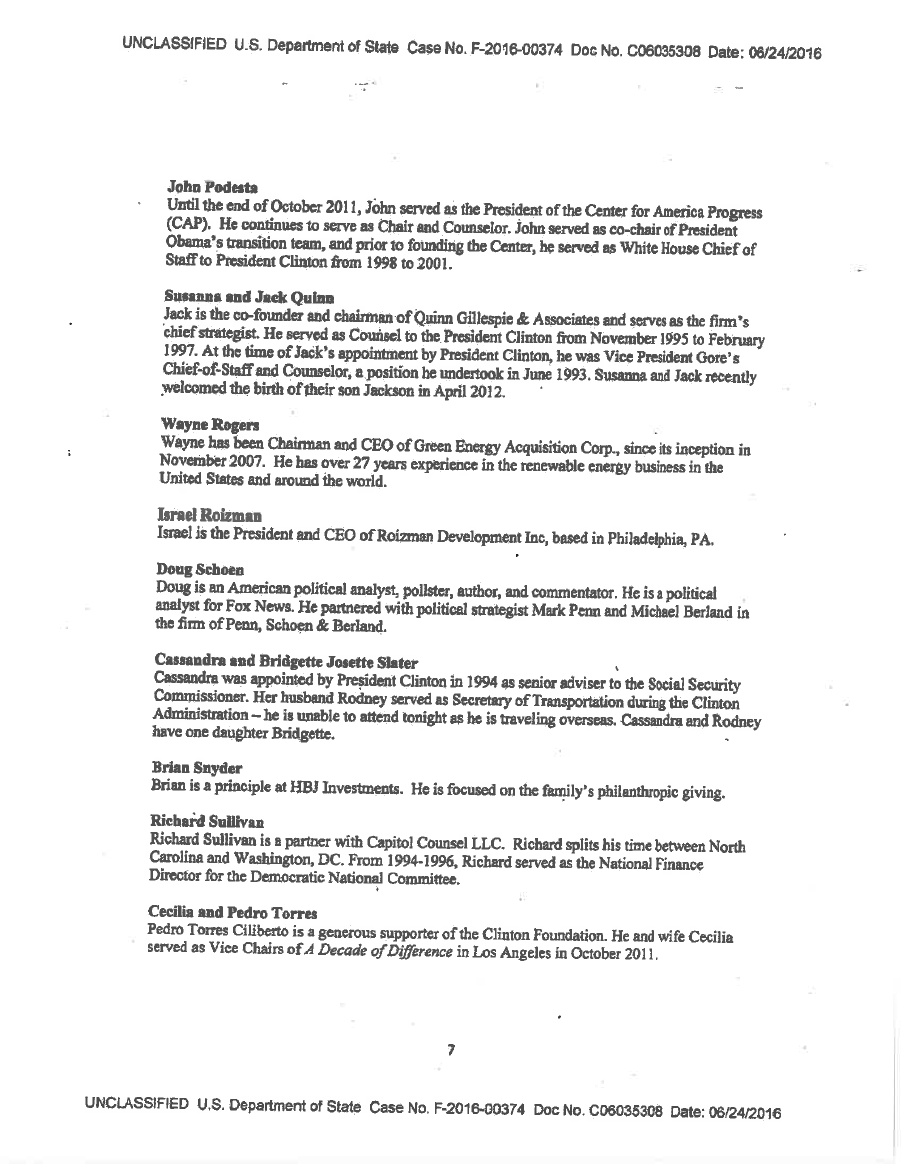 UNCLASSIFIED U.S. Department of State Case No. F-2016-00374 Doc No. C06035308 Date: 06/24/2016
John Podesta
Until the end of October 2011, John served as the President of the Center for America Progress
(CAP). He continues to serve as Chair and Counselor. John served as co-chair of President
Obama's transition team, and prior to founding the Center, he served as White House Chief of
Staff to President Clinton from 1998 to 2001.
Susanna and Jack Quinn
Jack is the co-founder and chairman of Quinn Gillespie & Associates and serves as the firm's
chief strategist. He served as Counsel to the President Clinton from November 1995 to February
1997. At the time of Jack's appointment by President Clinton, he was Vice President Gore's
Chief-of-Staff and Counselor, a position he undertook in June 1993. Susanna and Jack recently
welcomed the birth of their son Jackson in April 2012.
Wayne Rogers
Wayne has been Chairman and CEO of Green Energy Acquisition Corp., since its inception in
November 2007. He has over 27 years experience in the renewable energy business in the
United States and around the world.
Israel Roizman
Israel is the President and CEO of Roizman Development Inc, based in Philadelphia, PA.
Doug Schoen
Doug is an American political analyst, pollster, author, and commentator. He is a political
analyst for Fox News. He partnered with political strategist Mark Penn and Michael Berland in
the firm of Penn, Schoen & Berland.
Cassandra and Bridgette Josette Slater
Cassandra was appointed by President Clinton in 1994 as senior adviser to the Social Security
Commissioner. Her husband Rodney served as Secretary of Transportation during the Clinton
Administration – he is unable to attend tonight as he is traveling overseas. Cassandra and Rodney
have one daughter Bridgette.
Brian Snyder
Brian is a principle at HBJ Investments. He is focused on the family's philanthropic giving.
Richard Sullivan
Richard Sullivan is a partner with Capitol Counsel LLC. Richard splits his time between North
Carolina and Washington, DC. From 1994-1996, Richard served as the National Finance
Director for the Democratic National Committee.
Cecilia and Pedro Torres
Pedro Torres Ciliberto is a generous supporter of the Clinton Foundation. He and wife Cecilia
served as Vice Chairs of A Decade of Difference in Los Angeles in October 2011.
7
UNCLASSIFIED U.S. Department of State Case No. F-2016-00374 Doc No. C06035308 Date: 06/24/2016